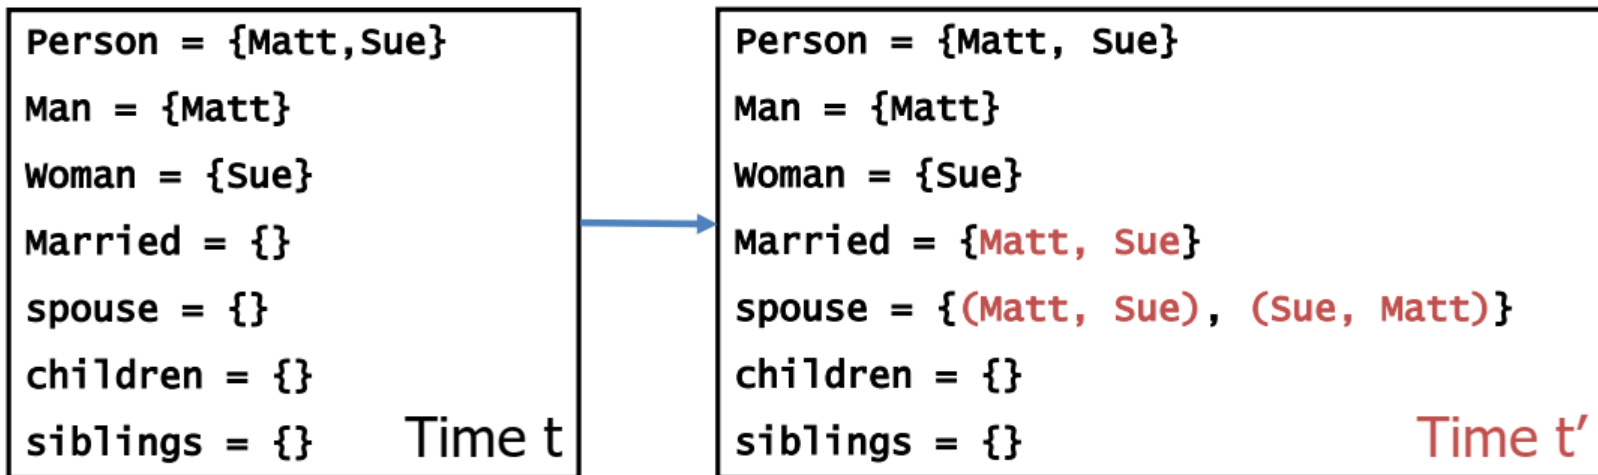 Person = {Matt,Sue}
Man = {Matt}
Woman = {Sue}
Married = {}
spouse = {}
children = {}
siblings = {}
Time t
Person = {Matt, Sue}
Man = {Matt}
Woman = {Sue}
Married = {Matt, Sue}
spouse = {(Matt, Sue), (Sue, Matt)}
children = {}
siblings = {}
Time t’